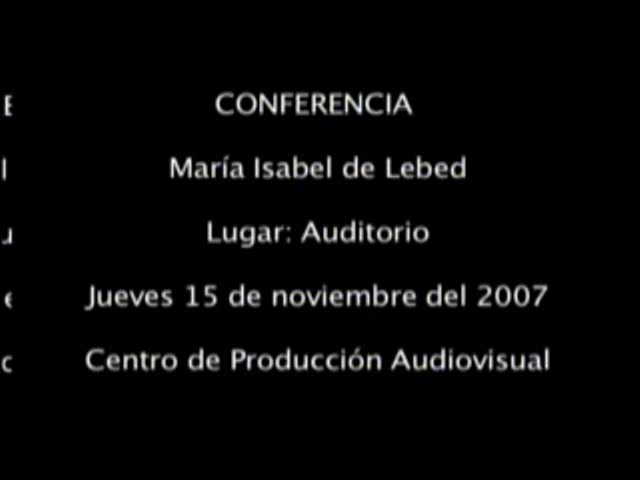 CONFERENCIA
María Isabel de Lebed
Lugar: Auditorio
Jueves 15 de noviembre del 2007
Centro de Producción Audiovisual